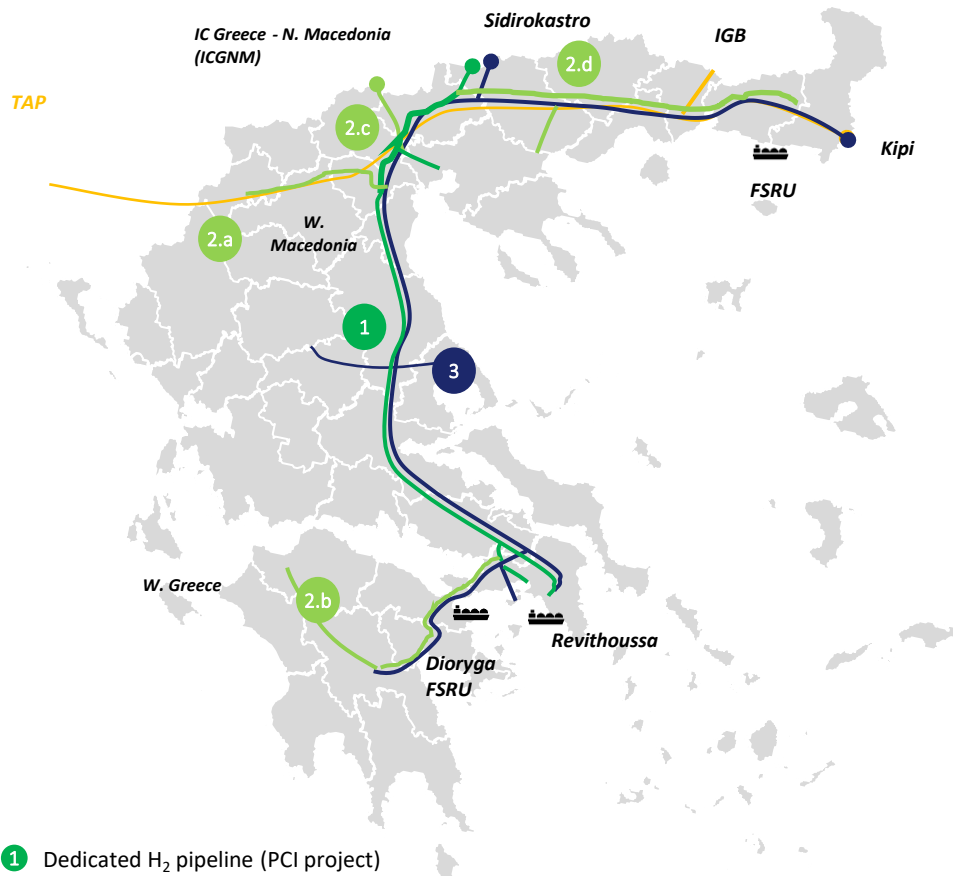 Sidirokastro
IC Greece - N. Macedonia
(ICGNM)
IGB
2.d
TAP
2.c
Kipi
FSRU
W.
Macedonia
2.a
1
3
W. Greece
2.b
Revithoussa
Dioryga
FSRU
1 Dedicated H₂ pipeline (PCI project)